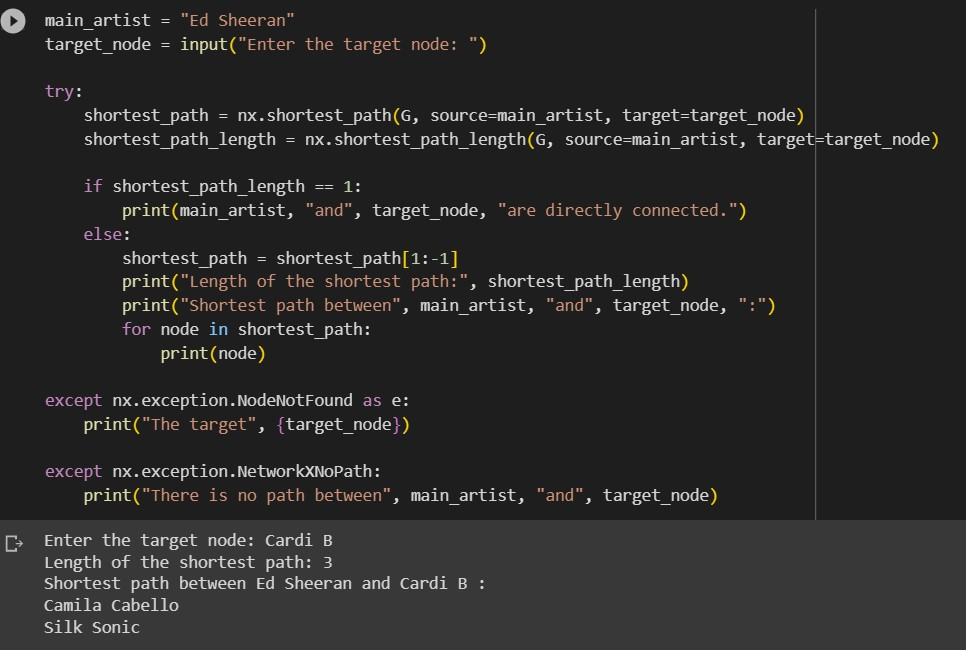 main_artist = "Ed Sheeran"
target_node = input("Enter the target node: ")
try:
    shortest_path = nx.shortest_path(G, source=main_artist, target=target_node)
    shortest_path_length = nx.shortest_path_length(G, source=main_artist, target=target_node)
    if shortest_path_length == 1:
        print(main_artist, "and", target_node, "are directly connected.")
    else:
        shortest_path = shortest_path[1:-1]
        print("Length of the shortest path:", shortest_path_length)
        print("Shortest path between", main_artist, "and", target_node, ":")
        for node in shortest_path:
            print(node)
except nx.exception.NodeNotFound as e:
    print("The target", {target_node})
except nx.exception.NetworkXNoPath:
    print("There is no path between", main_artist, "and", target_node)
Enter the target node: Cardi B
Length of the shortest path: 3
Shortest path between Ed Sheeran and Cardi B :
Camila Cabello
Silk Sonic